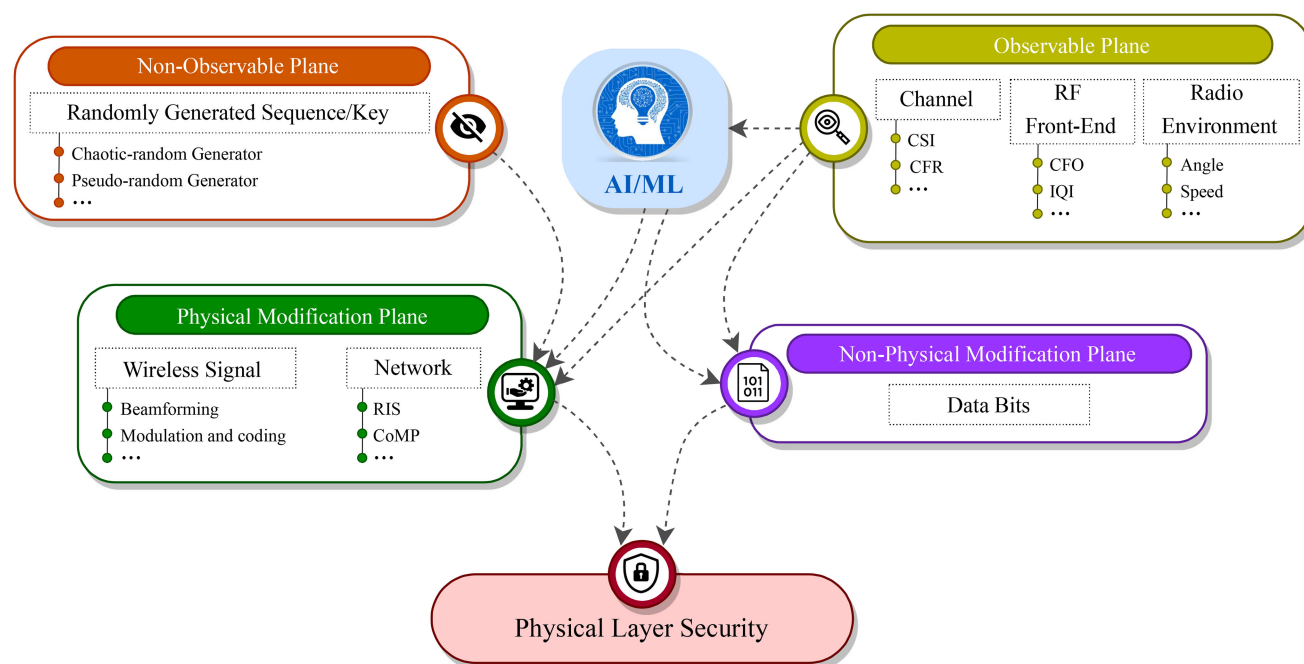 Non-Observable Plane
Randomly Generated Sequence/Key
Chaotic-random Generator
Pseudo-random Generator
...
AI/ML
Observable Plane
Channel
CSI
CFR
...
RF
Front-End
CFO
IQI
...
Radio
Environment
Angle
Speed
...
Physical Modification Plane
Wireless Signal
Beamforming
Modulation and coding
...
Network
RIS
CoMP
...
Non-Physical Modification Plane
101
011
Data Bits
Physical Layer Security